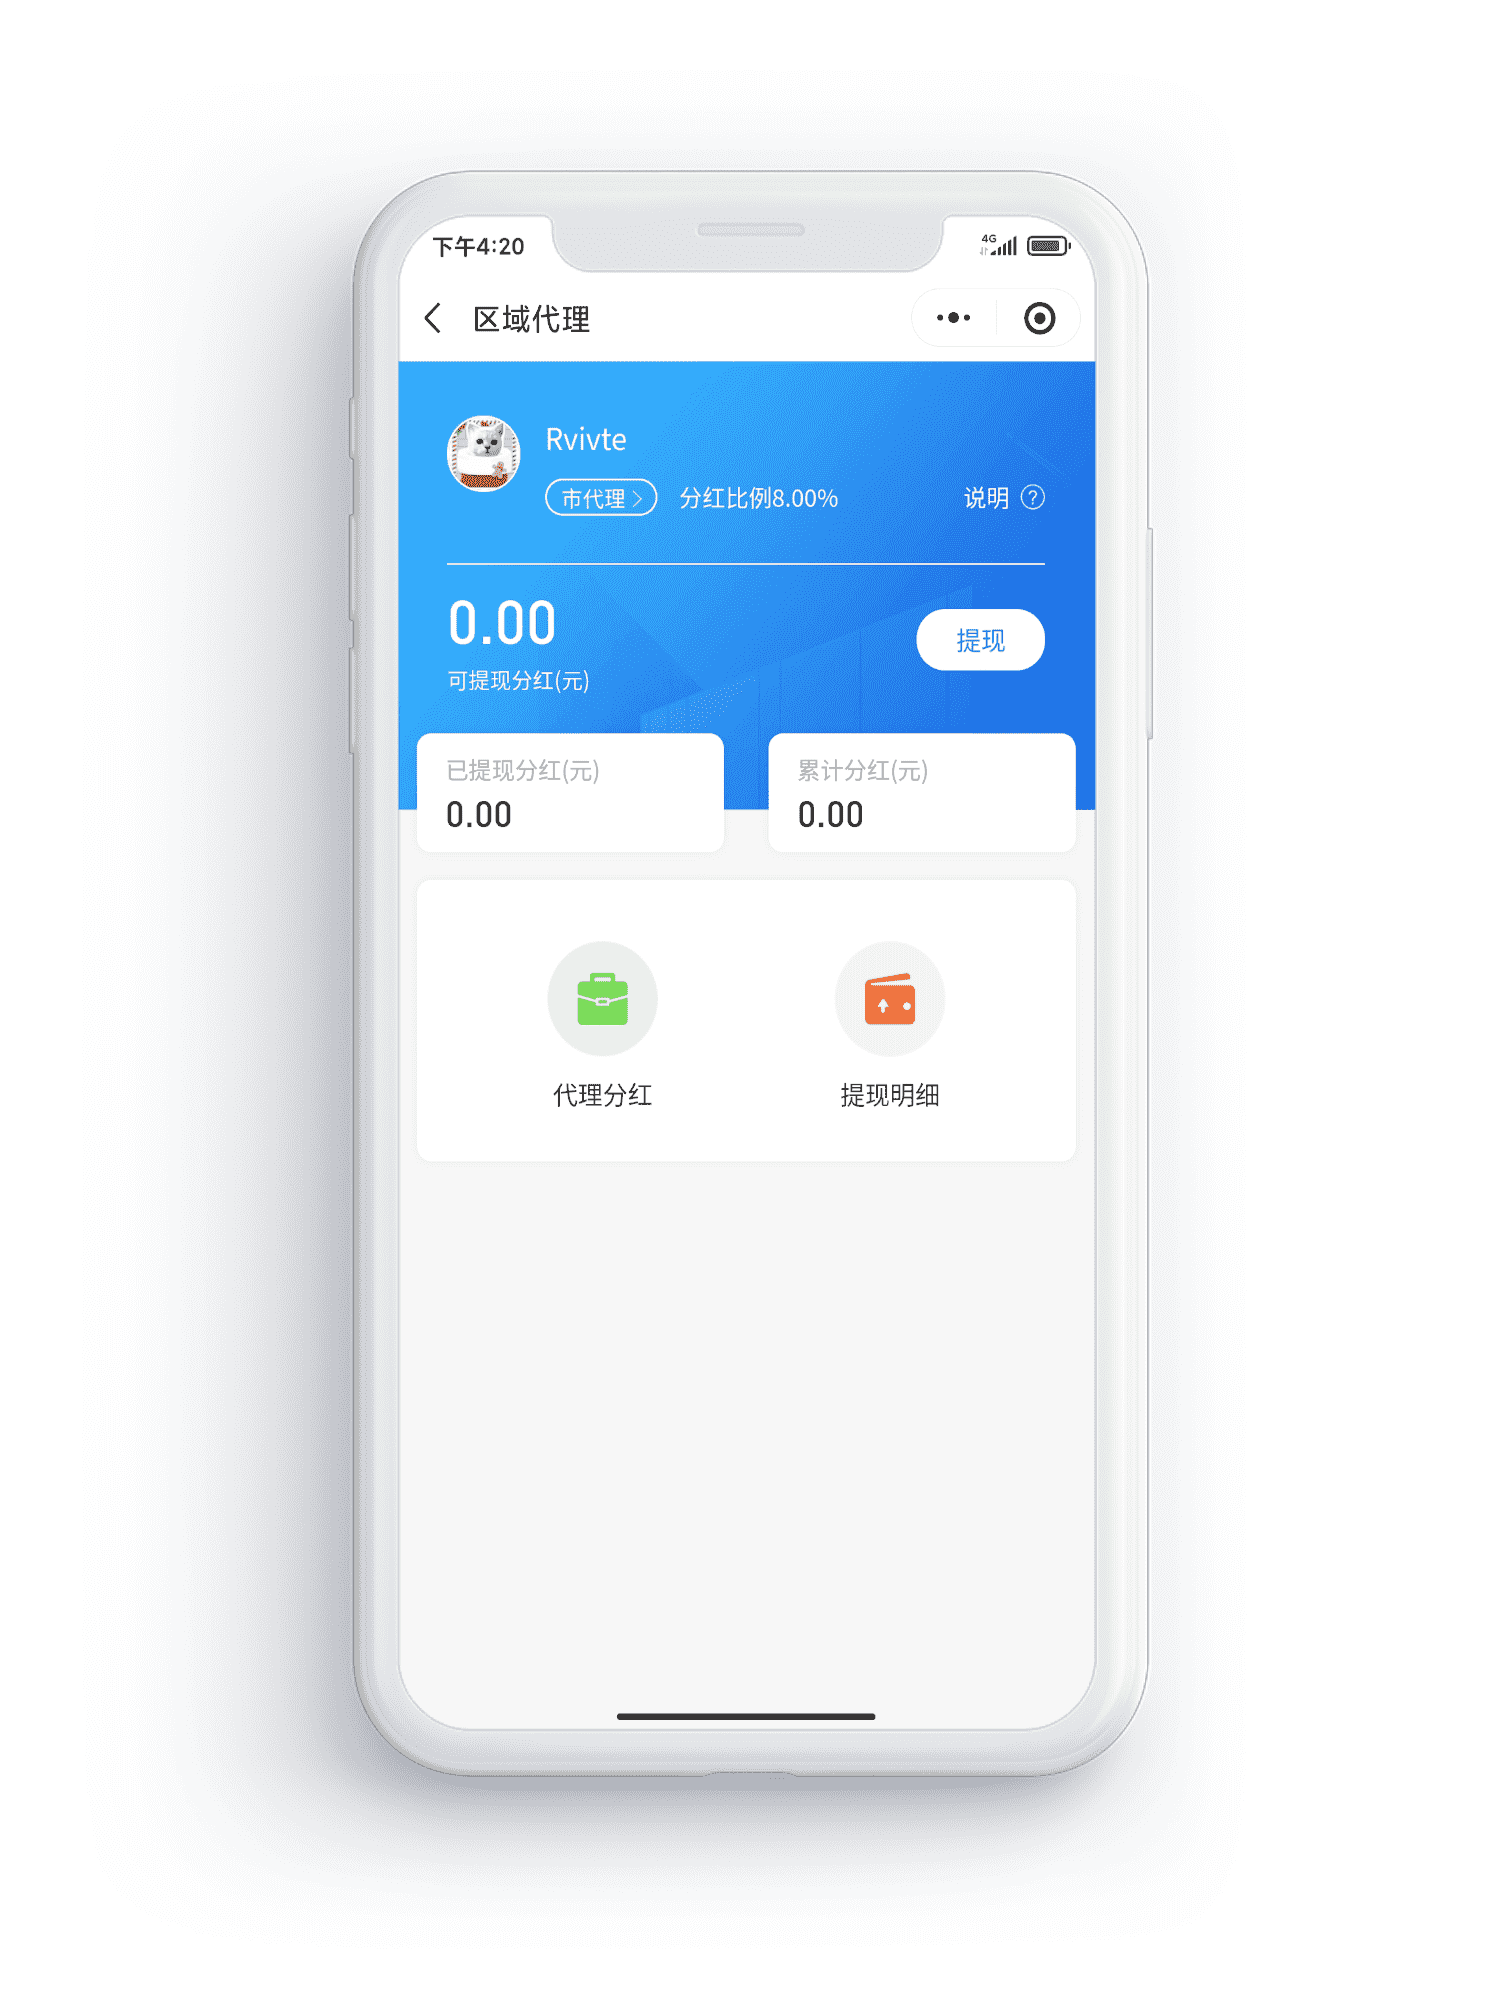 下午4:20
4G
区域代理
Rvivte
市代理
分红比例8.00%
说明
0.00
提现
可提现分红(元)
已提现分红(元)
累计分红(元)
0.00
0.00
代理分红
提现明细